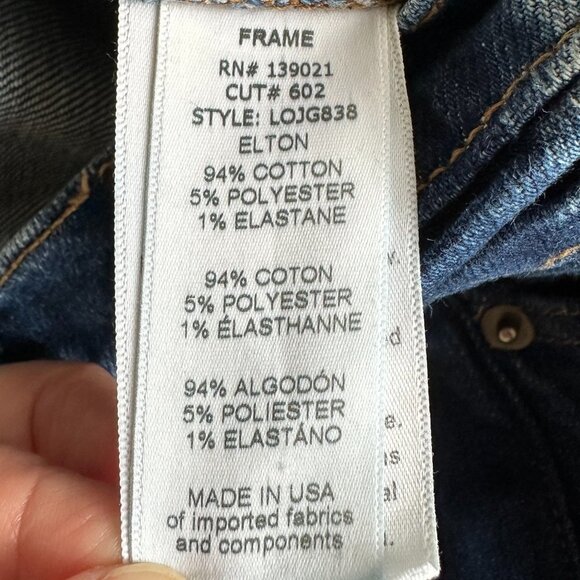 FRAME
RN# 139021
CUT# 602
STYLE: LOJG838
ELTON
94% COTTON
5% POLYESTER
1% ELASTANE
94% COTON
5% POLYESTER
1% ÉLASTHANNE
94% ALGODÓN
5% POLIESTER
1% ELASTÁNO
MADE IN USA
of imported fabrics
and components